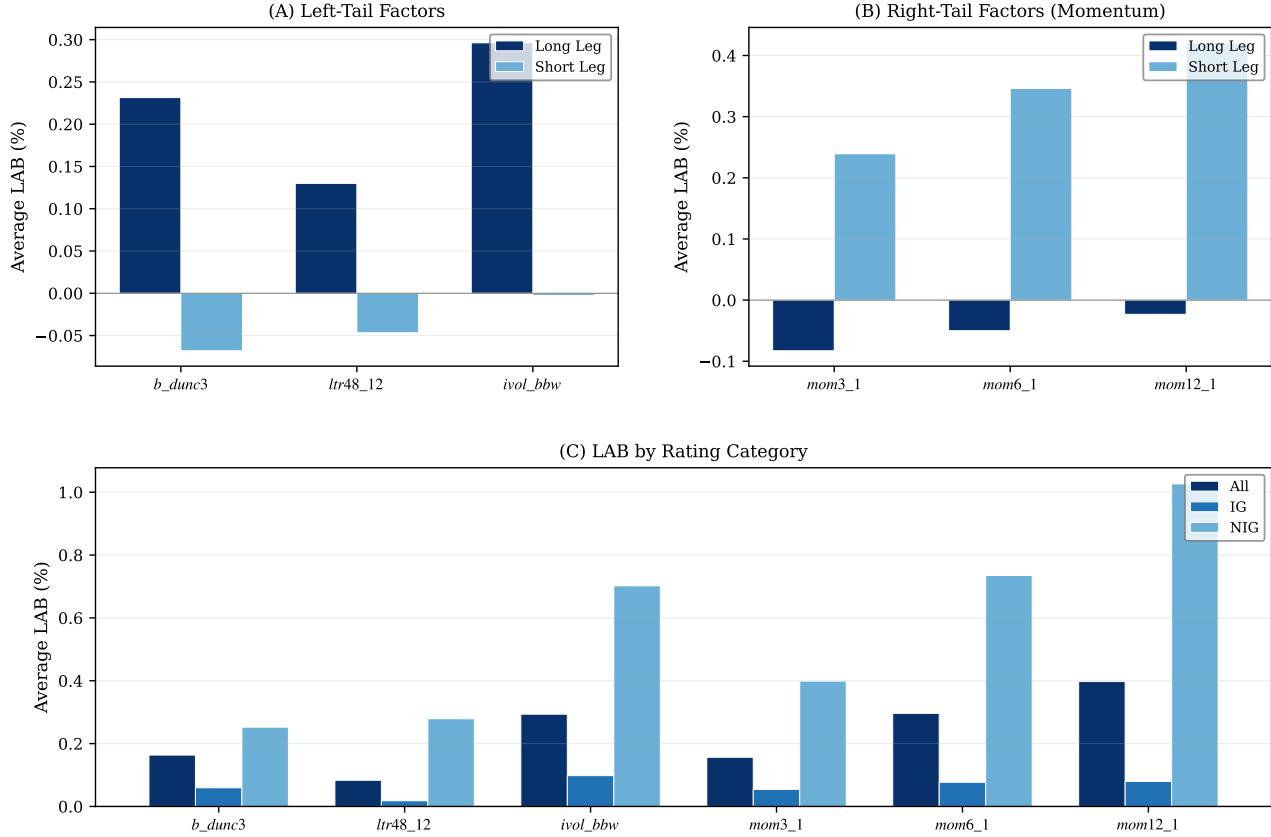 (A) Left-Tail Factors
Average LAB (%)
0.30
0.25
0.20
0.15
0.10
0.05
0.00
−0.05
Long Leg
Short Leg
b_dunc3
ltr48_12
ivol_bbw
(B) Right-Tail Factors (Momentum)
Average LAB (%)
0.4
0.3
0.2
0.1
0.0
−0.1
Long Leg
Short Leg
mom3_1
mom6_1
mom12_1
(C) LAB by Rating Category
Average LAB (%)
1.0
0.8
0.6
0.4
0.2
0.0
All
IG
NIG
b_dunc3
ltr48_12
ivol_bbw
mom3_1
mom6_1
mom12_1